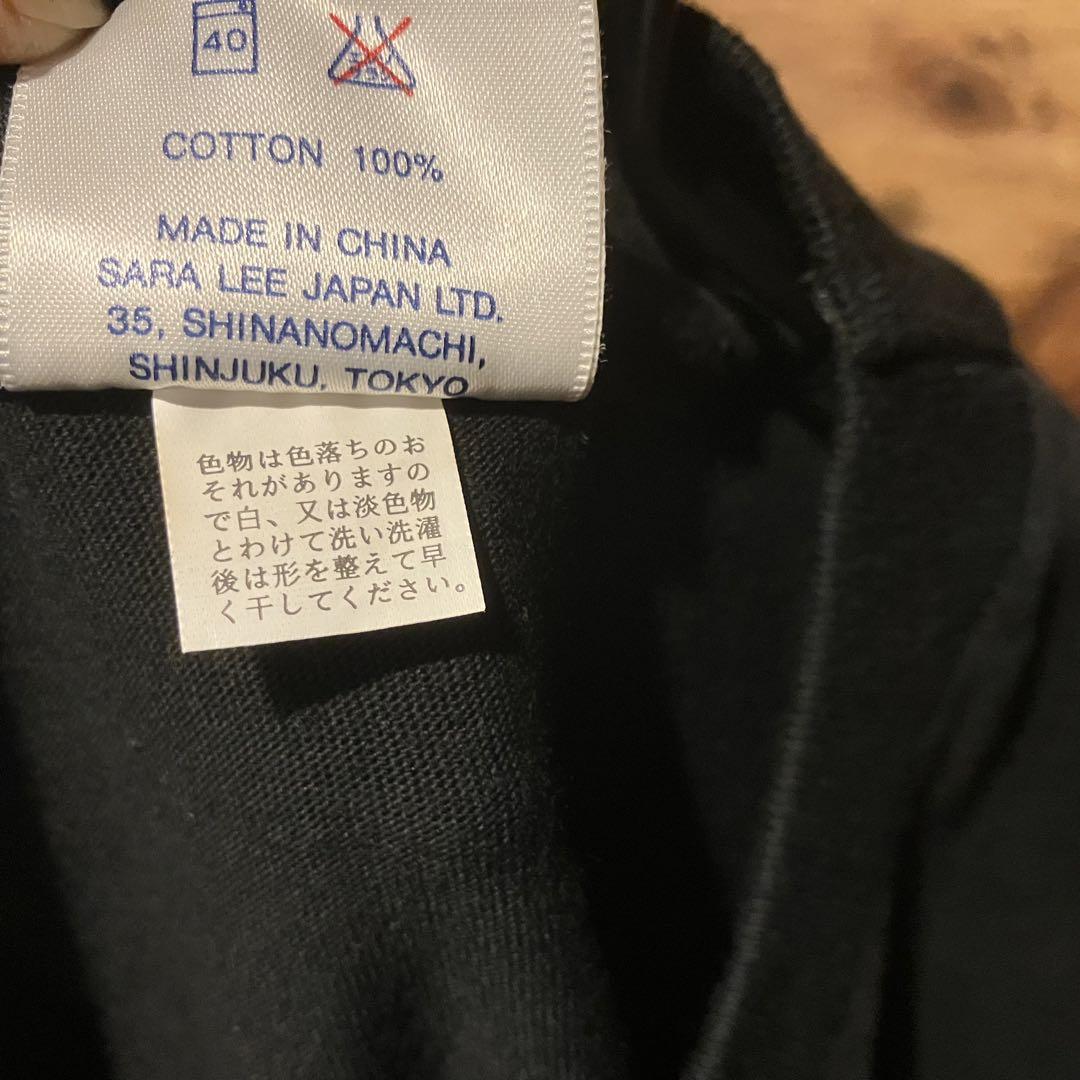 40
COTTON 100%
MADE IN CHINA
SARA LEE JAPAN LTD.
35, SHINANOMACHI,
SHINJUKU, TOKYO
色物は色落ちのお
それがありますの
で白、又は淡色物
とわけて洗い洗濯
後は形を整えて早
く干してください。